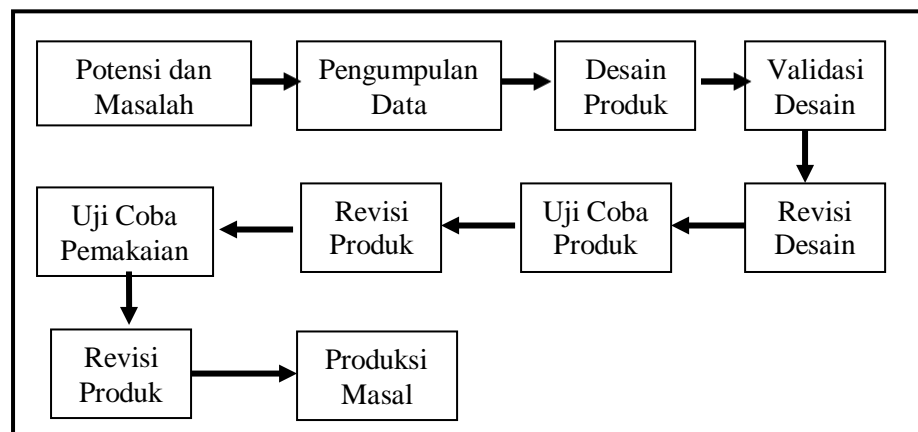 Potensi dan
Masalah
Pengumpulan
Data
Desain
Produk
Validasi
Desain
Uji Coba
Pemakaian
Revisi
Produk
Uji Coba
Produk
Revisi
Desain
Revisi
Produk
Produksi
Masal